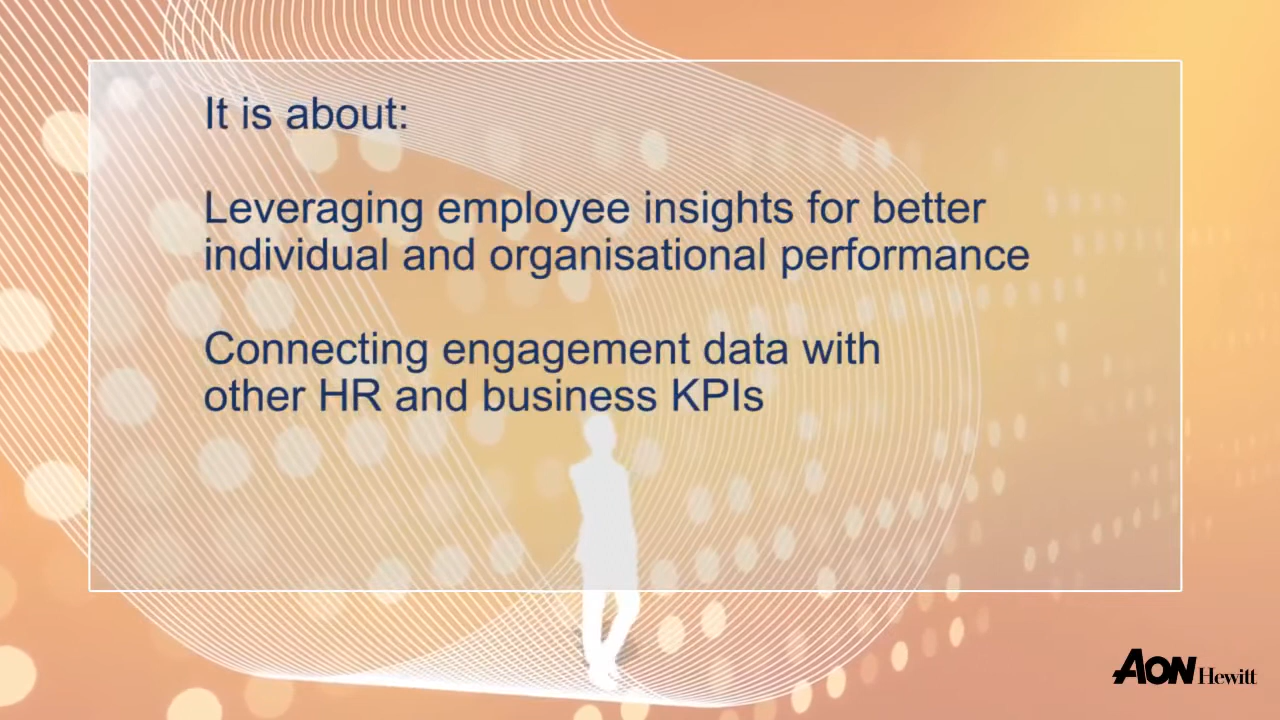 It is about:
Leveraging employee insights for better
individual and organisational performance
Connecting engagement data with
other HR and business KPIs
AON Hewitt